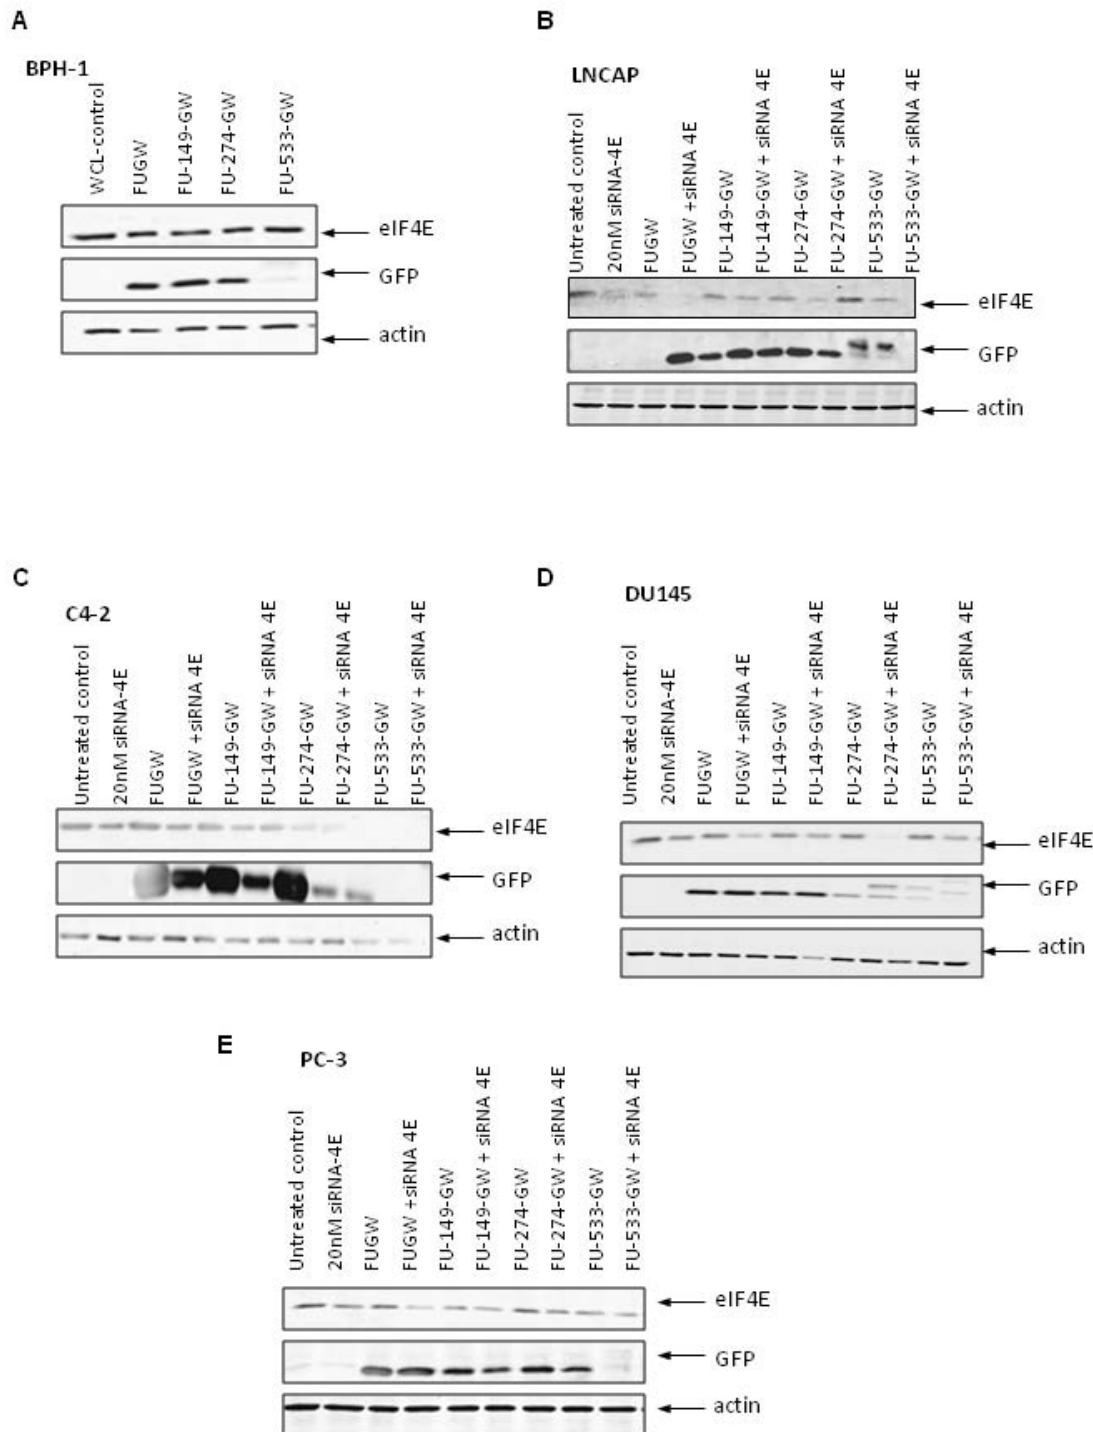 A
BPH-1
WCL-control
FUGW
FU-149-GW
FU-274-GW
FU-533-GW
eIF4E
GFP
actin
B
LNCAP
Untreated control
20nM siRNA-4E
FUGW
FUGW +siRNA 4E
FU-149-GW
FU-149-GW + siRNA 4E
FU-274-GW
FU-274-GW + siRNA 4E
FU-533-GW
FU-533-GW + siRNA 4E
eIF4E
GFP
actin
C
C4-2
Untreated control
20nM siRNA-4E
FUGW
FUGW +siRNA 4E
FU-149-GW
FU-149-GW + siRNA 4E
FU-274-GW
FU-274-GW + siRNA 4E
FU-533-GW
FU-533-GW + siRNA 4E
eIF4E
GFP
actin
D
DU145
Untreated control
20nM siRNA-4E
FUGW
FUGW +siRNA 4E
FU-149-GW
FU-149-GW + siRNA 4E
FU-274-GW
FU-274-GW + siRNA 4E
FU-533-GW
FU-533-GW + siRNA 4E
eIF4E
GFP
actin
E
PC-3
Untreated control
20nM siRNA-4E
FUGW
FUGW +siRNA 4E
FU-149-GW
FU-149-GW + siRNA 4E
FU-274-GW
FU-274-GW + siRNA 4E
FU-533-GW
FU-533-GW + siRNA 4E
eIF4E
GFP
actin